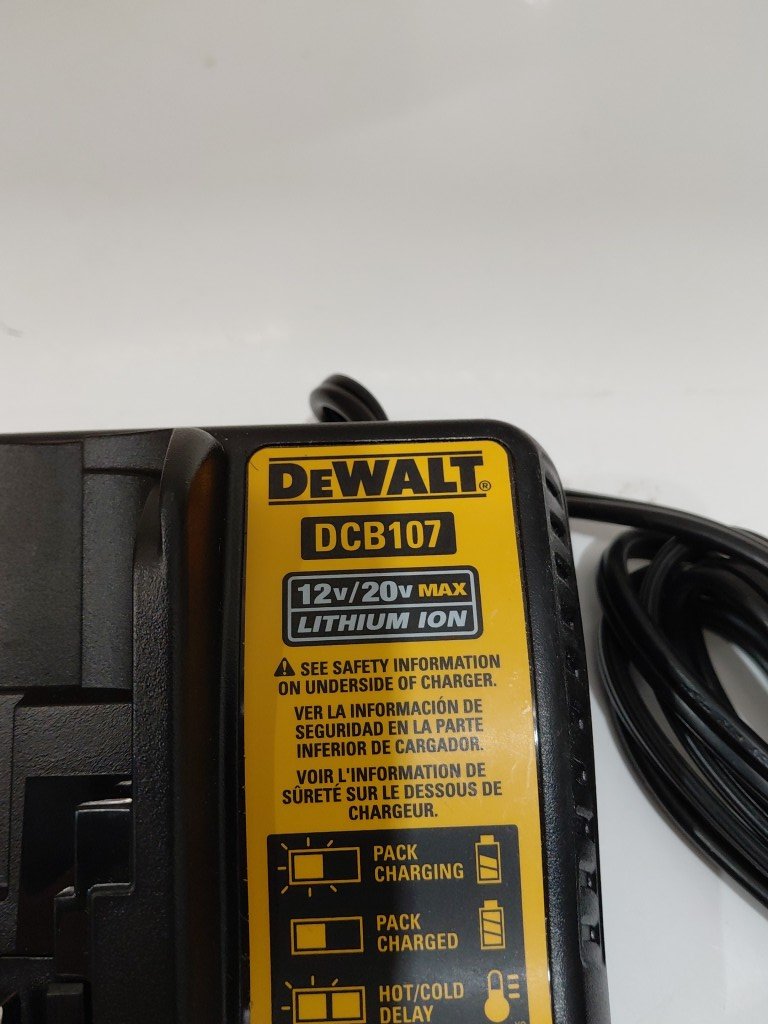 DEWALT®
DCB107
12V/20V MAX
LITHIUM ION
⚠ SEE SAFETY INFORMATION
ON UNDERSIDE OF CHARGER.
VER LA INFORMACIÓN DE
SEGURIDAD EN LA PARTE
INFERIOR DE CARGADOR.
VOIR L'INFORMATION DE
SÛRETÉ SUR LE DESSOUS DE
CHARGEUR.
PACK
CHARGING
PACK
CHARGED
HOT/COLD
DELAY